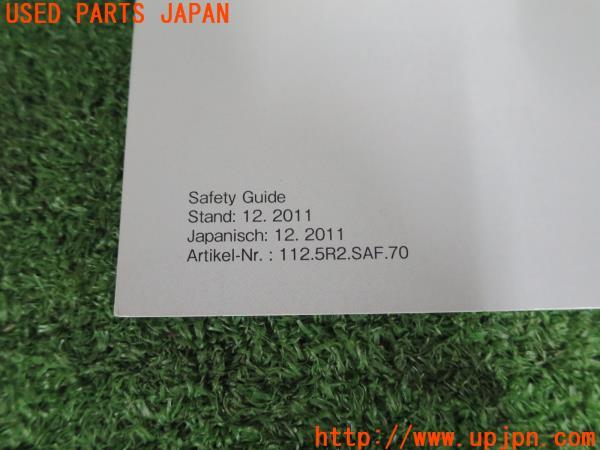 USED PARTS JAPAN
Safety Guide
Stand: 12. 2011
Japanisch: 12. 2011
Artikel-Nr. : 112.5R2.SAF.70
http://www.upjpn.com/